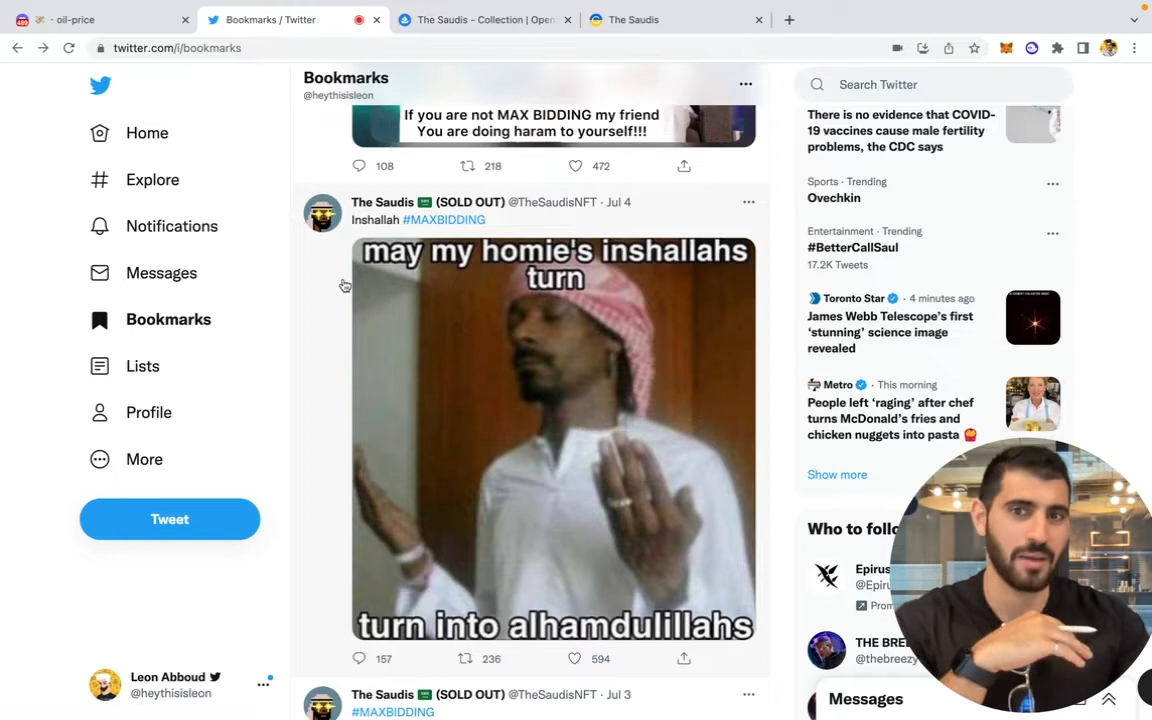 · oil-price
Bookmarks / Twitter
The Saudis - Collection | Open
The Saudis
twitter.com/i/bookmarks
Home
Explore
Notifications
Messages
Bookmarks
Lists
Profile
More
Tweet
Leon Abboud
@heythisisleon
Bookmarks
@heythisisleon
If you are not MAX BIDDING my friend
You are doing haram to yourself!!!
108
218
472
The Saudis 🇸🇦 (SOLD OUT) @TheSaudisNFT · Jul 4
Inshallah #MAXBIDDING
may my homie's inshallahs
turn
turn into alhamdulillahs
157
236
594
The Saudis 🇸🇦 (SOLD OUT) @TheSaudisNFT · Jul 3
#MAXBIDDING
Search Twitter
There is no evidence that COVID-
19 vaccines cause male fertility
problems, the CDC says
Sports · Trending
Ovechkin
Entertainment · Trending
#BetterCallSaul
17.2K Tweets
Toronto Star · 4 minutes ago
James Webb Telescope's first
'stunning' science image
revealed
Metro · This morning
People left 'raging' after chef
turns McDonald's fries and
chicken nuggets into pasta 🍟
Show more
Who to follo
Epirus
@Epiru
Prom
THE BREE
@thebreezy
Messages